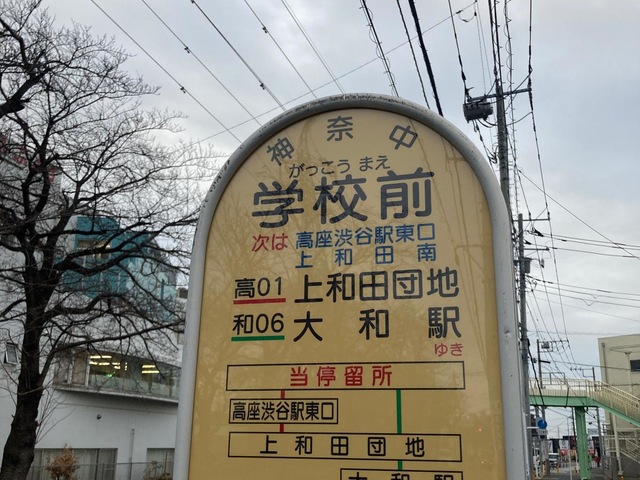 神奈中
がっこう まえ
学校前
次は 高座渋谷駅東口
上和田南
高01 上和田団地
和06 大和駅
ゆき
当停留所
高座渋谷駅東口
上和田団地
大和駅